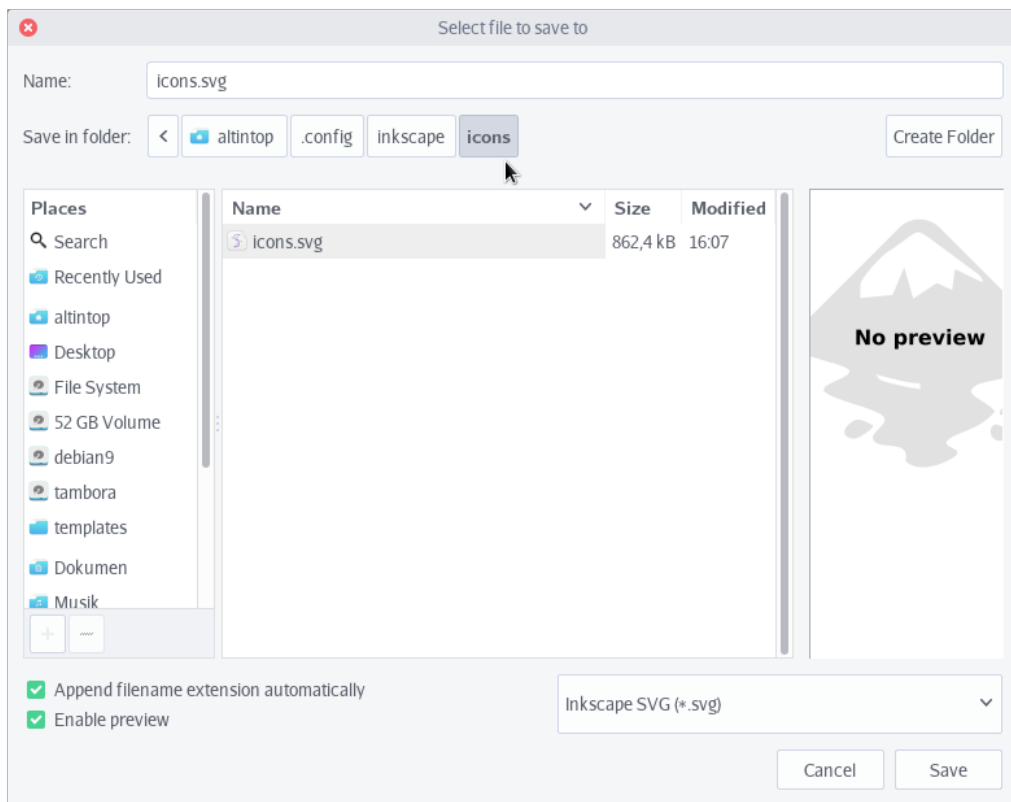 Select file to save to
Name: icons.svg
Save in folder: altintop .config inkscape icons Create Folder
Places
Search
Recently Used
altintop
Desktop
File System
52 GB Volume
debian9
tambora
templates
Dokumen
Musik
Name Size Modified
icons.svg 862,4 kB 16:07
No preview
Append filename extension automatically
Enable preview
Inkscape SVG (*.svg)
Cancel Save